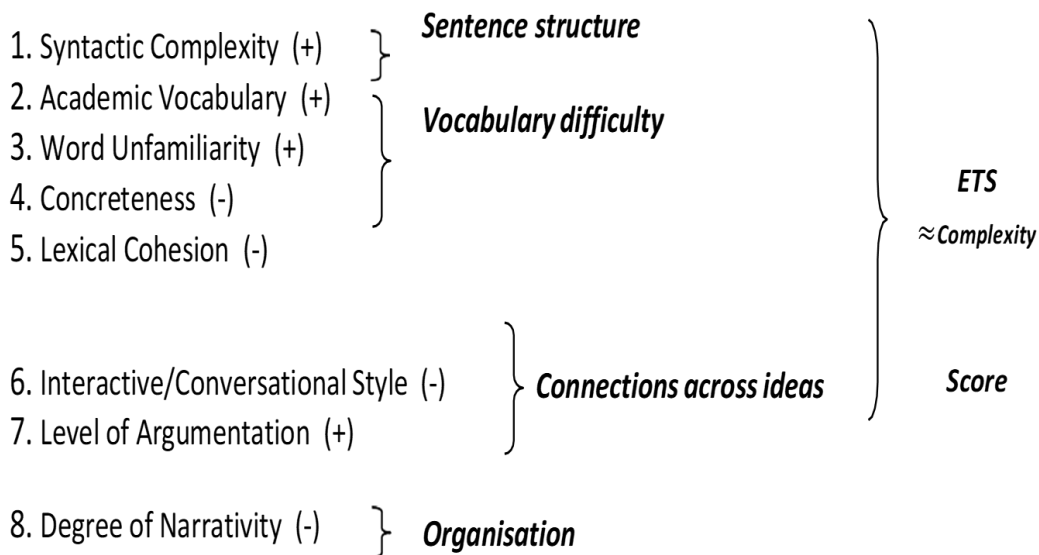 Sentence structure
1. Syntactic Complexity (+)
2. Academic Vocabulary (+)
Vocabulary difficulty
3. Word Unfamiliarity (+)
4. Concreteness (-)
5. Lexical Cohesion (-)
6. Interactive/Conversational Style (-)
Connections across ideas
7. Level of Argumentation (+)
8. Degree of Narrativity (-)
Organisation
ETS
≈Complexity
Score